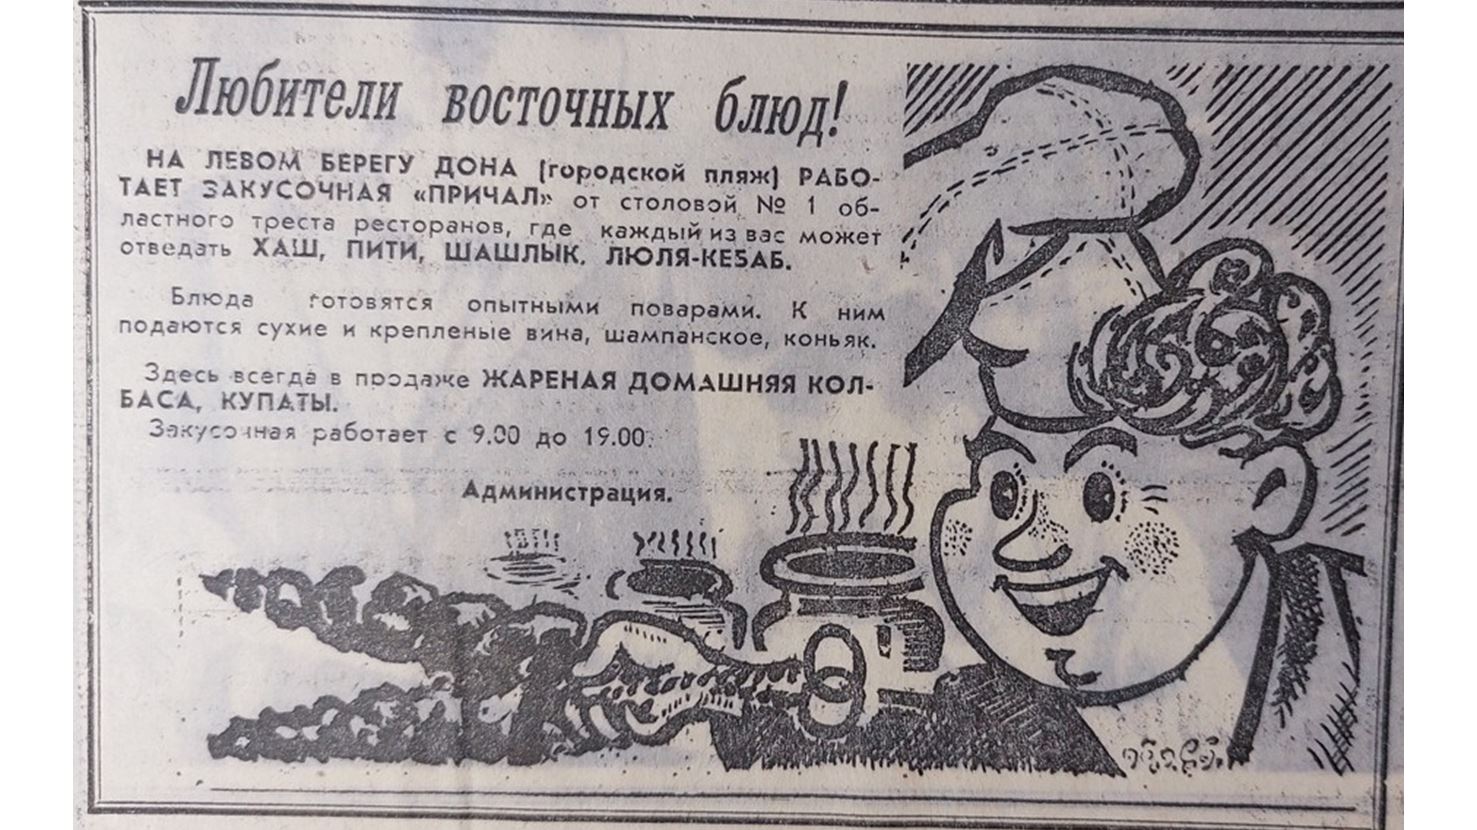 Любители восточных блюд!
НА ЛЕВОМ БЕРЕГУ ДОНА (городской пляж) РАБО-
ТАЕТ ЗАКУСОЧНАЯ «ПРИЧАЛ» от столовой № 1 об-
ластного треста ресторанов, где каждый из вас может
отведать ХАШ, ПИТИ, ШАШЛЫК, ЛЮЛЯ-КЕБАБ.
Блюда готовятся опытными поварами. К ним
подаются сухие и крепленые вина, шампанское, коньяк.
Здесь всегда в продаже ЖАРЕНАЯ ДОМАШНЯЯ КОЛ-
БАСА, КУПАТЫ.
Закусочная работает с 9.00 до 19.00.
Администрация.